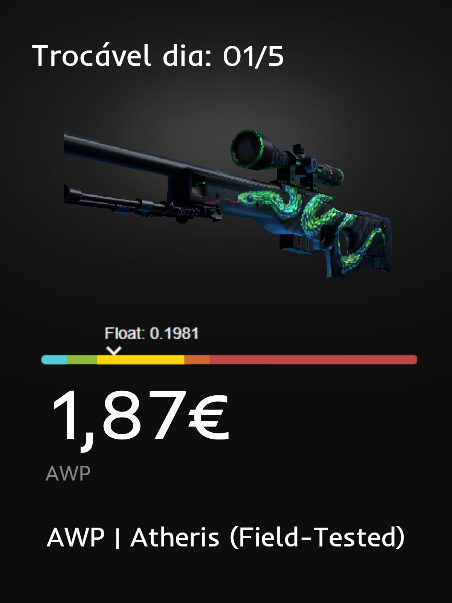 Trocável dia: 01/5
Float: 0.1981
1,87€
AWP
AWP | Atheris (Field-Tested)